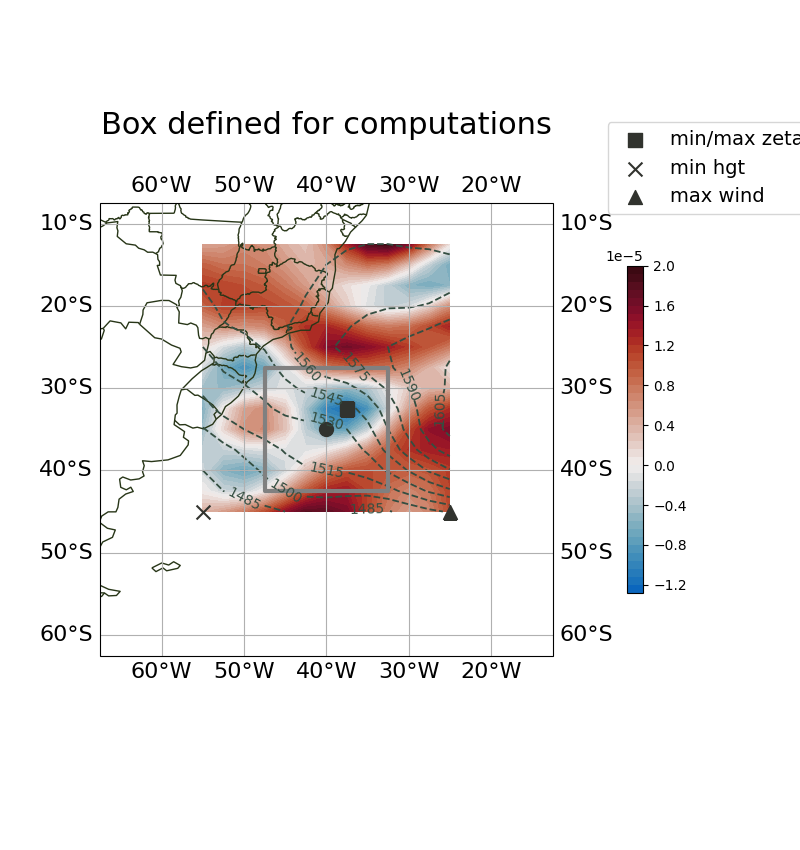 Box defined for computations
min/max zeta
min hgt
max wind
60°W 50°W 40°W 30°W 20°W
10°S 10°S
20°S 20°S
30°S 30°S
40°S 40°S
50°S 50°S
60°S 60°S
60°W 50°W 40°W 30°W 20°W
1e−5
2.0
1.6
1.2
0.8
0.4
0.0
−0.4
−0.8
−1.2
1560
1575
1590
1545
1605
1530
1515
1500
1485
1485